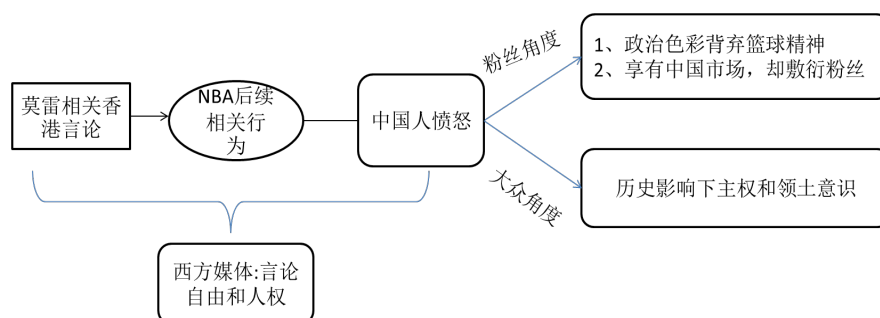 莫雷相关香
港言论
NBA后续
相关行
为
中国人愤怒
粉丝角度
1、政治色彩背弃篮球精神
2、享有中国市场，却敷衍粉丝
大众角度
历史影响下主权和领土意识
西方媒体:言论
自由和人权